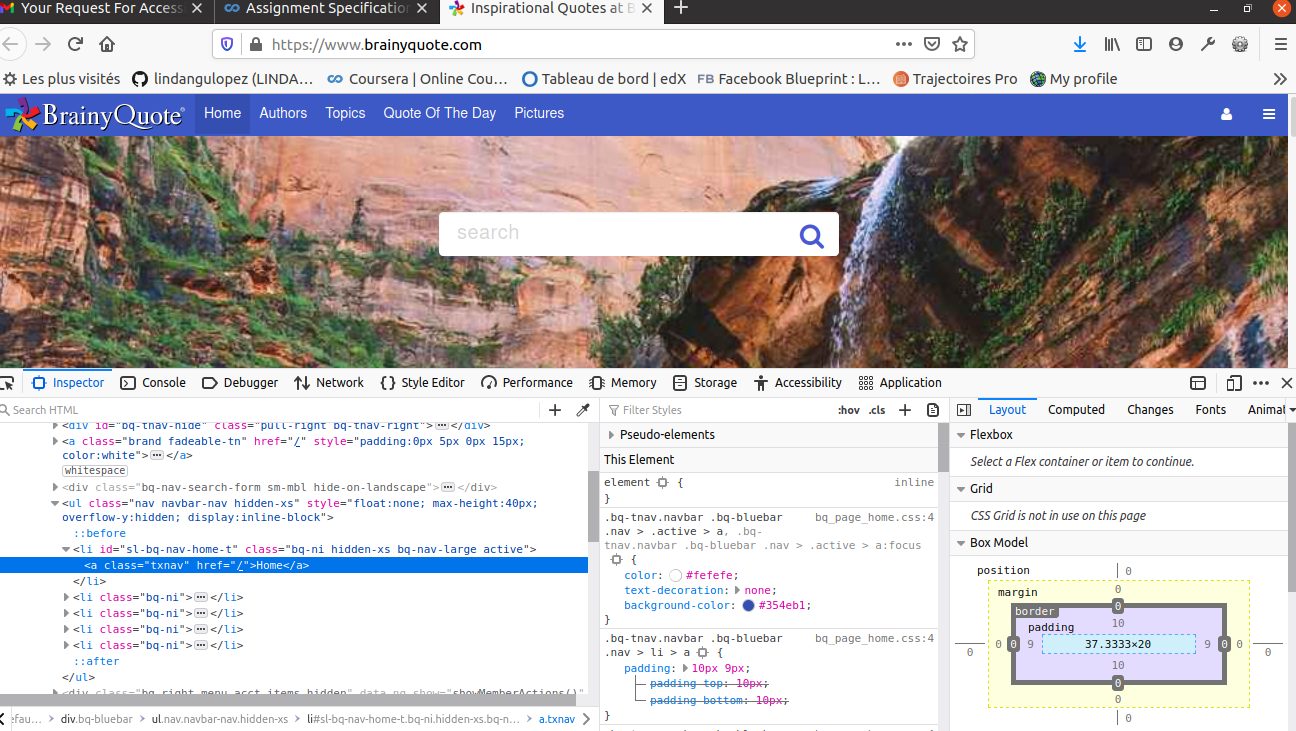 Your Request For Access
Assignment Specification
Inspirational Quotes at B
https://www.brainyquote.com
Les plus visités
lindangulopez (LINDA…
Coursera | Online Cou…
Tableau de bord | edX
FB Facebook Blueprint : L…
Trajectoires Pro
My profile
BrainyQuote®
Home
Authors
Topics
Quote Of The Day
Pictures
search
Inspector
Console
Debugger
Network
Style Editor
Performance
Memory
Storage
Accessibility
Application
Search HTML
<div id="bq-tnav-hide" class="pull-right bq-tnav-right"></div>
<a class="brand fadeable-tn" href="/" style="padding:0px 5px 0px 15px;
color:white"></a>
whitespace
<div class="bq-nav-search-form sm-mbl hide-on-landscape"></div>
<ul class="nav navbar-nav hidden-xs" style="float:none; max-height:40px;
overflow-y:hidden; display:inline-block">
::before
<li id="sl-bq-nav-home-t" class="bq-ni hidden-xs bq-nav-large active">
<a class="txnav" href="/">Home</a>
</li>
<li class="bq-ni"></li>
<li class="bq-ni"></li>
<li class="bq-ni"></li>
<li class="bq-ni"></li>
::after
</ul>
<div class="bq right menu acct items hidden" data-ng-show="showMemberActions()"
efau…
div.bq-bluebar
ul.nav.navbar-nav.hidden-xs
li#sl-bq-nav-home-t.bq-ni.hidden-xs.bq-n…
a.txnav
Filter Styles
:hov
.cls
Pseudo-elements
This Element
element { inline
}
.bq-tnav.navbar .bq-bluebar bq_page_home.css:4
.nav > .active > a, .bq-
tnav.navbar .bq-bluebar .nav > .active > a:focus
{
color: #fefefe;
text-decoration: none;
background-color: #354eb1;
}
.bq-tnav.navbar .bq-bluebar bq_page_home.css:4
.nav > li > a {
padding: 10px 9px;
padding-top: 10px;
padding-bottom: 10px;
}
Layout
Computed
Changes
Fonts
Animat
Flexbox
Select a Flex container or item to continue.
Grid
CSS Grid is not in use on this page
Box Model
position
0
margin
0
border
0
padding
10
0
0
0
9
37.3333×20
9
0
0
0
10
0
0
0